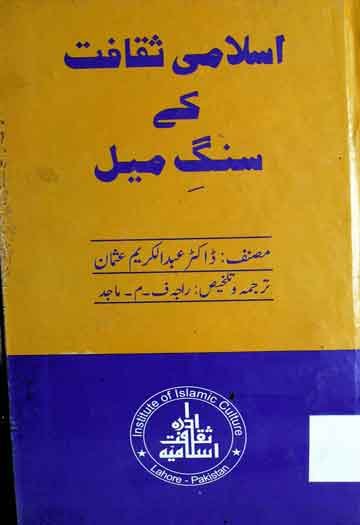 اسلامی ثقافت
کے
سنگِ میل
مصنف: ڈاکٹر عبدالکریم عثمان
ترجمہ و تلخیص: راجہ ف۔م۔ماجد
Institute of Islamic Culture
ادارہ
ثقافت
اسلامیہ
Lahore - Pakistan